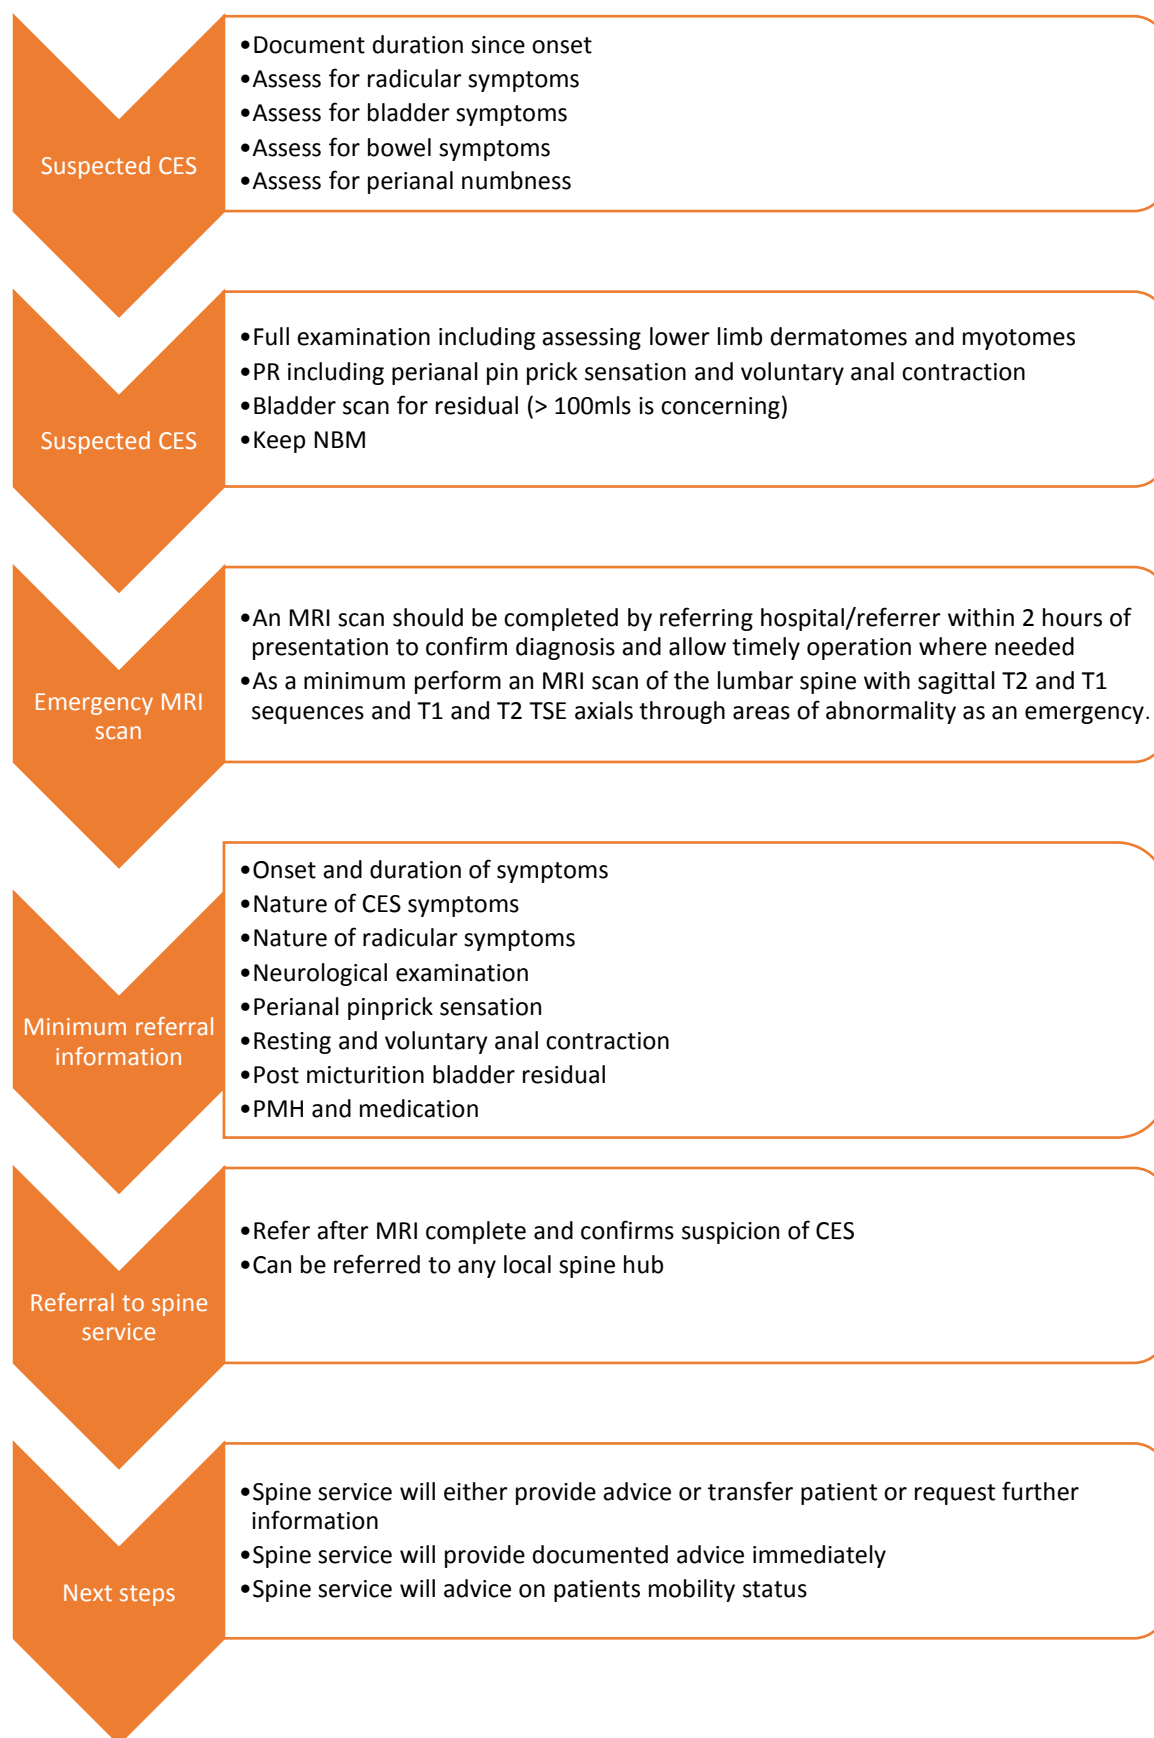 Suspected CES
•Document duration since onset
•Assess for radicular symptoms
•Assess for bladder symptoms
•Assess for bowel symptoms
•Assess for perianal numbness
Suspected CES
•Full examination including assessing lower limb dermatomes and myotomes
•PR including perianal pin prick sensation and voluntary anal contraction
•Bladder scan for residual (> 100mls is concerning)
•Keep NBM
Emergency MRI
scan
•An MRI scan should be completed by referring hospital/referrer within 2 hours of
presentation to confirm diagnosis and allow timely operation where needed
•As a minimum perform an MRI scan of the lumbar spine with sagittal T2 and T1
sequences and T1 and T2 TSE axials through areas of abnormality as an emergency.
Minimum referral
information
•Onset and duration of symptoms
•Nature of CES symptoms
•Nature of radicular symptoms
•Neurological examination
•Perianal pinprick sensation
•Resting and voluntary anal contraction
•Post micturition bladder residual
•PMH and medication
Referral to spine
service
•Refer after MRI complete and confirms suspicion of CES
•Can be referred to any local spine hub
Next steps
•Spine service will either provide advice or transfer patient or request further
information
•Spine service will provide documented advice immediately
•Spine service will advice on patients mobility status